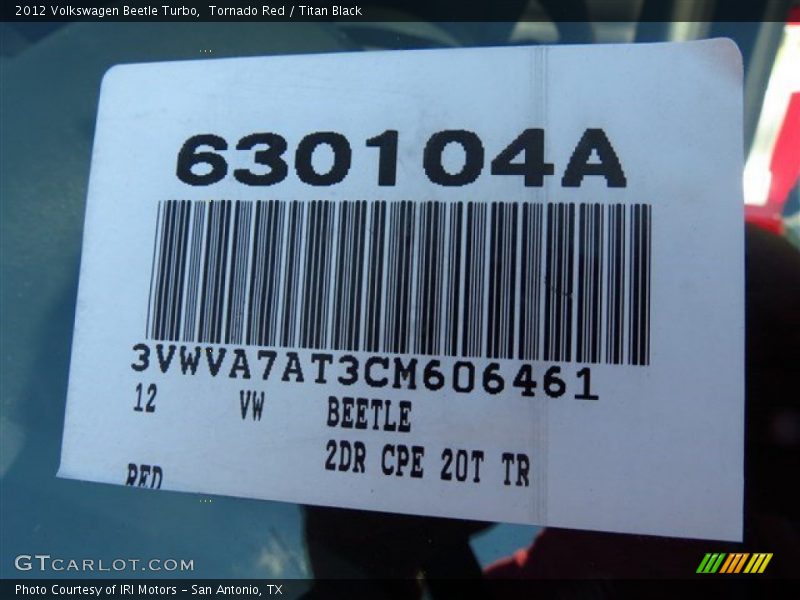 2012 Volkswagen Beetle Turbo,  Tornado Red / Titan Black
630104A
3VWVA7AT3CM606461
12 VW BEETLE
2DR CPE 20T TR
RED
GTCARLOT.COM
Photo Courtesy of IRI Motors – San Antonio, TX